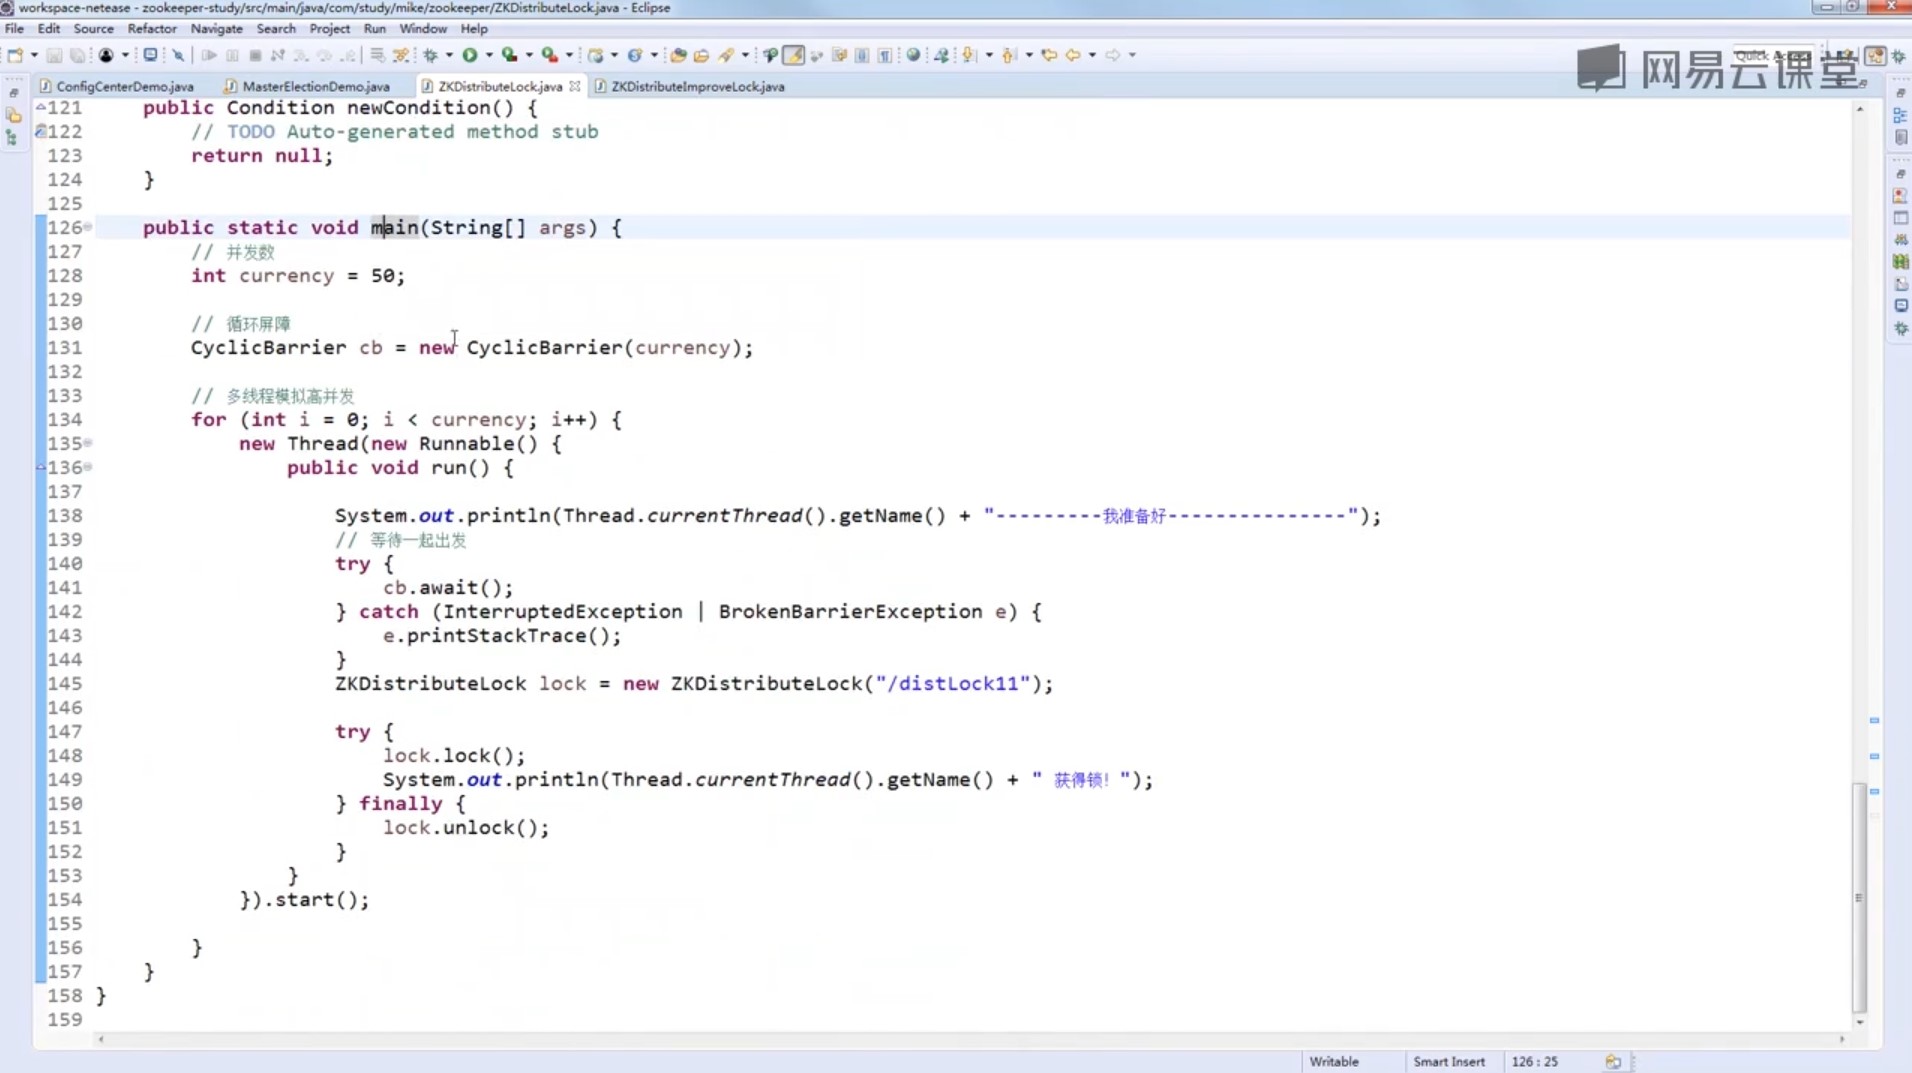 workspace-netease - zookeeper-study/src/main/java/com/study/mike/zookeeper/ZKDistributeLock.java - Eclipse
File Edit Source Refactor Navigate Search Project Run Window Help
Quick Access
网易云课堂
ConfigCenterDemo.java MasterElectionDemo.java ZKDistributeLock.java ZKDistributeImproveLock.java
121 public Condition newCondition() {
122 // TODO Auto-generated method stub
123 return null;
124 }
125
126 public static void main(String[] args) {
127 // 并发数
128 int currency = 50;
129
130 // 循环屏障
131 CyclicBarrier cb = new CyclicBarrier(currency);
132
133 // 多线程模拟高并发
134 for (int i = 0; i < currency; i++) {
135 new Thread(new Runnable() {
136 public void run() {
137
138 System.out.println(Thread.currentThread().getName() + "---------我准备好---------------");
139 // 等待一起出发
140 try {
141 cb.await();
142 } catch (InterruptedException | BrokenBarrierException e) {
143 e.printStackTrace();
144 }
145 ZKDistributeLock lock = new ZKDistributeLock("/distLock11");
146
147 try {
148 lock.lock();
149 System.out.println(Thread.currentThread().getName() + " 获得锁! ");
150 } finally {
151 lock.unlock();
152 }
153 }
154 }).start();
155
156 }
157 }
158 }
159
Writable Smart Insert 126 : 25